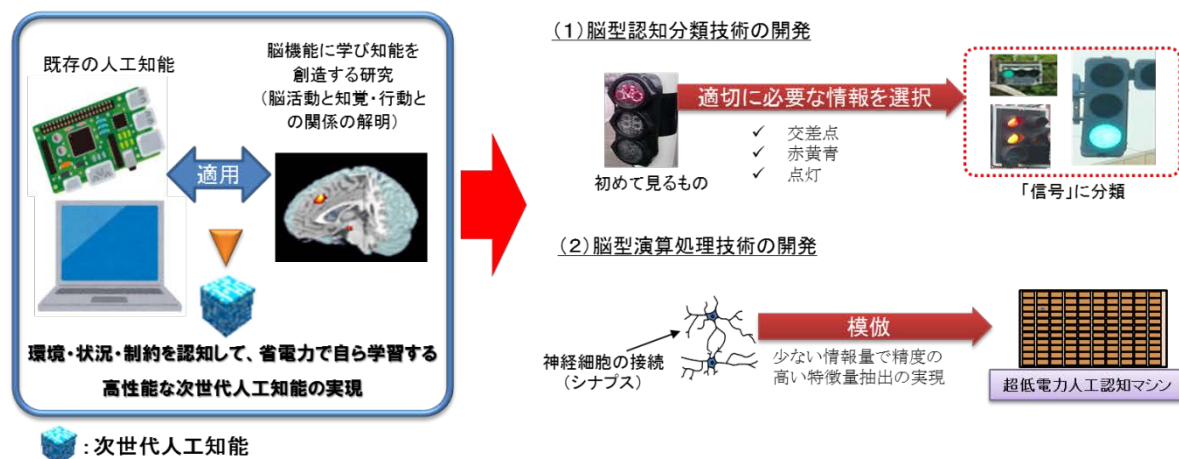 既存の人工知能
脳機能に学び知能を
創造する研究
(脳活動と知覚・行動と
の関係の解明)
適用
環境・状況・制約を認知して、省電力で自ら学習する
高性能な次世代人工知能の実現
:次世代人工知能
(1)脳型認知分類技術の開発
初めて見るもの
適切に必要な情報を選択
✓ 交差点
✓ 赤黄青
✓ 点灯
「信号」に分類
(2)脳型演算処理技術の開発
神経細胞の接続
(シナプス)
模倣
少ない情報量で精度の
高い特徴量抽出の実現
超低電力人工認知マシン